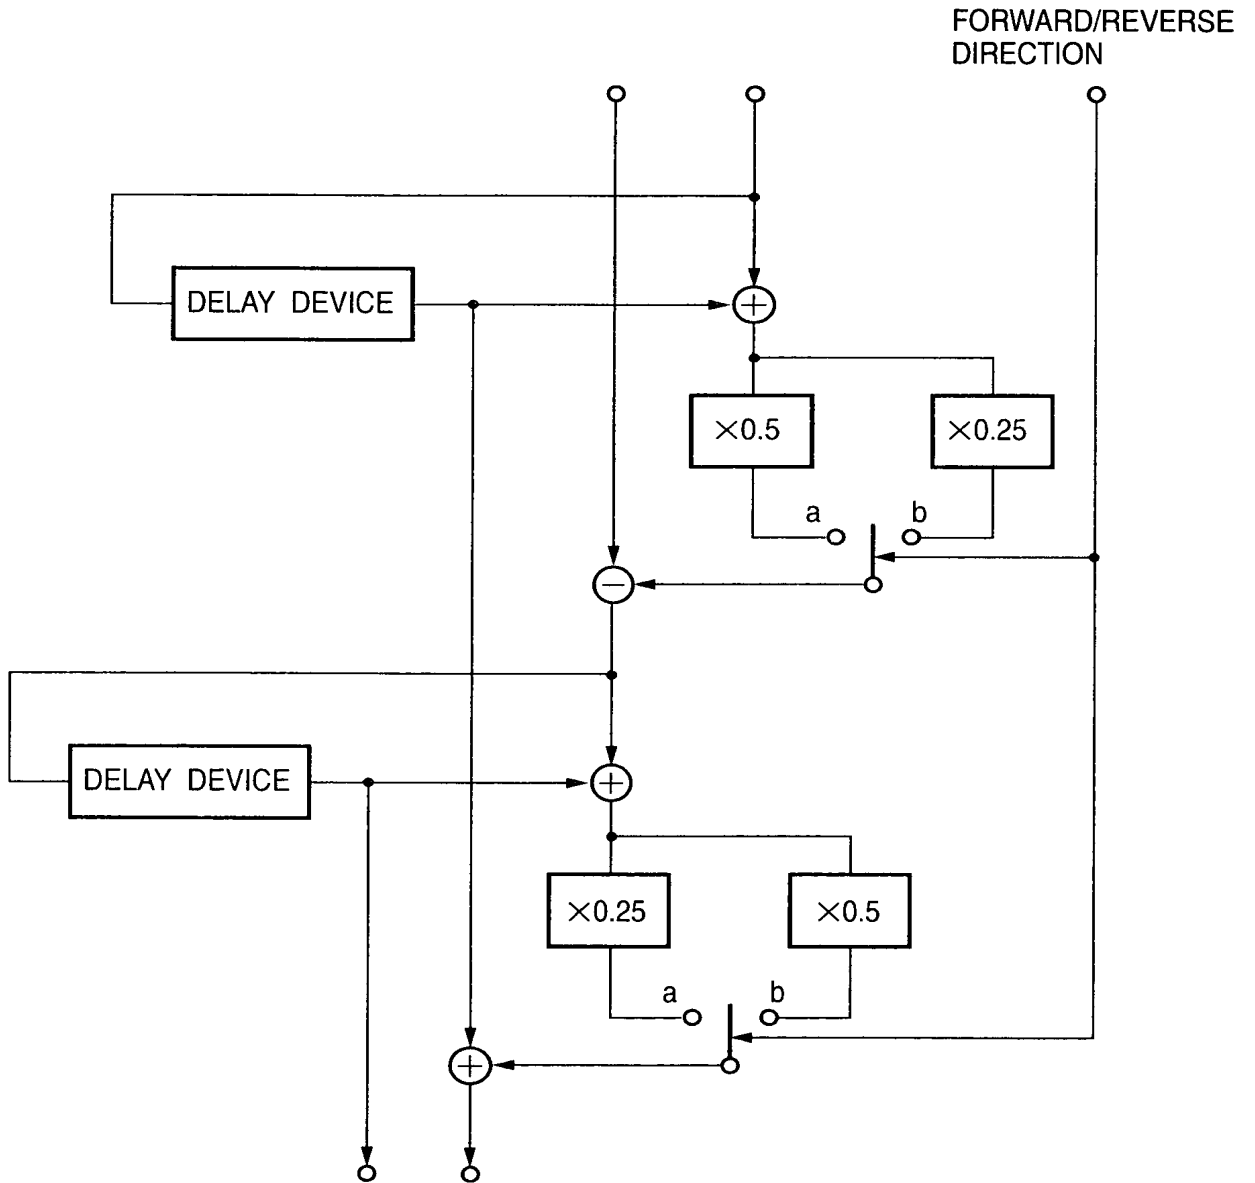 FORWARD/REVERSE
DIRECTION
DELAY DEVICE
+
×0.5
×0.25
a
b
−
DELAY DEVICE
+
×0.25
×0.5
a
b
+